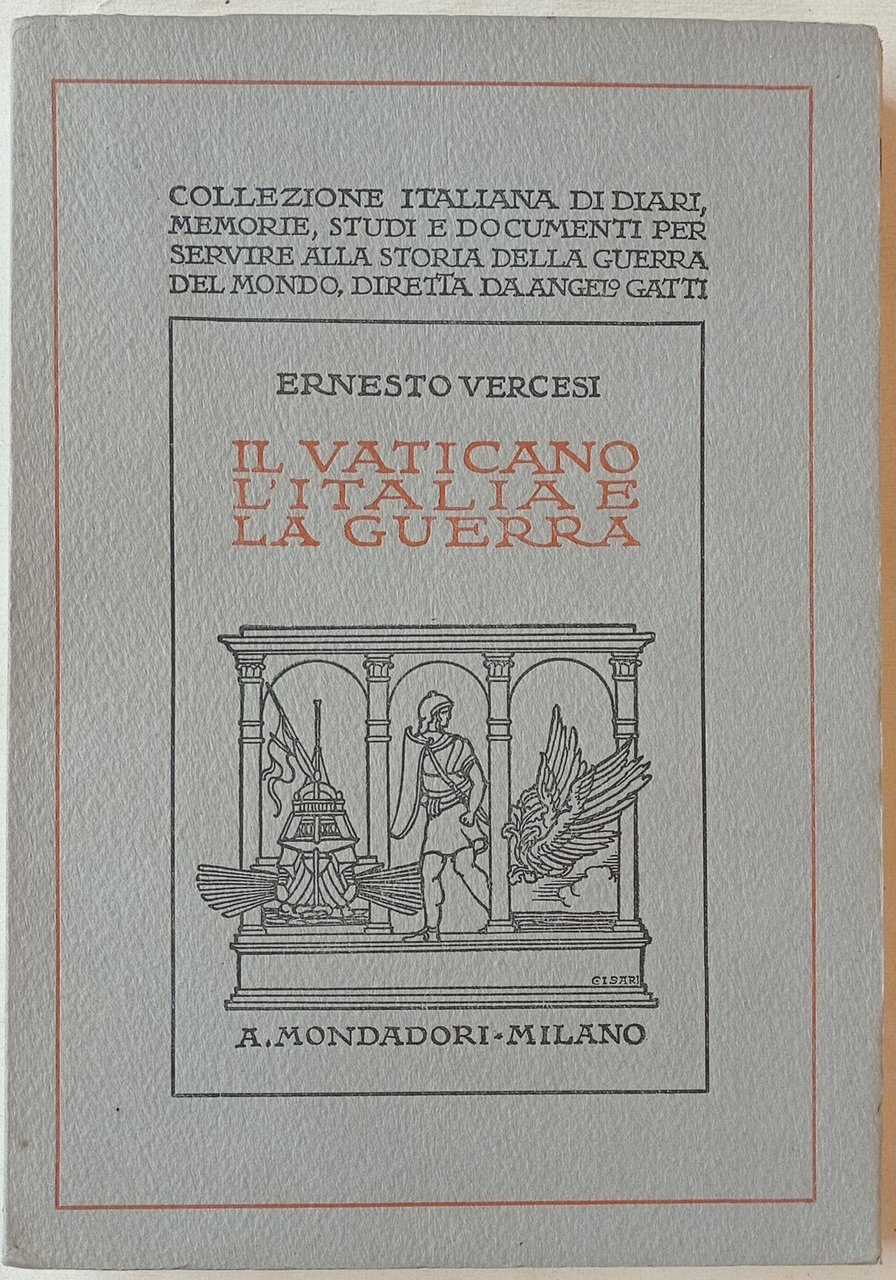 COLLEZIONE ITALIANA DI DIARI,
MEMORIE, STUDI E DOCUMENTI PER
SERVIRE ALLA STORIA DELLA GUERRA
DEL MONDO, DIRETTA DA ANGELO GATTI
ERNESTO VERCESI
IL VATICANO
L'ITALIA E
LA GUERRA
CISARI
A. MONDADORI - MILANO